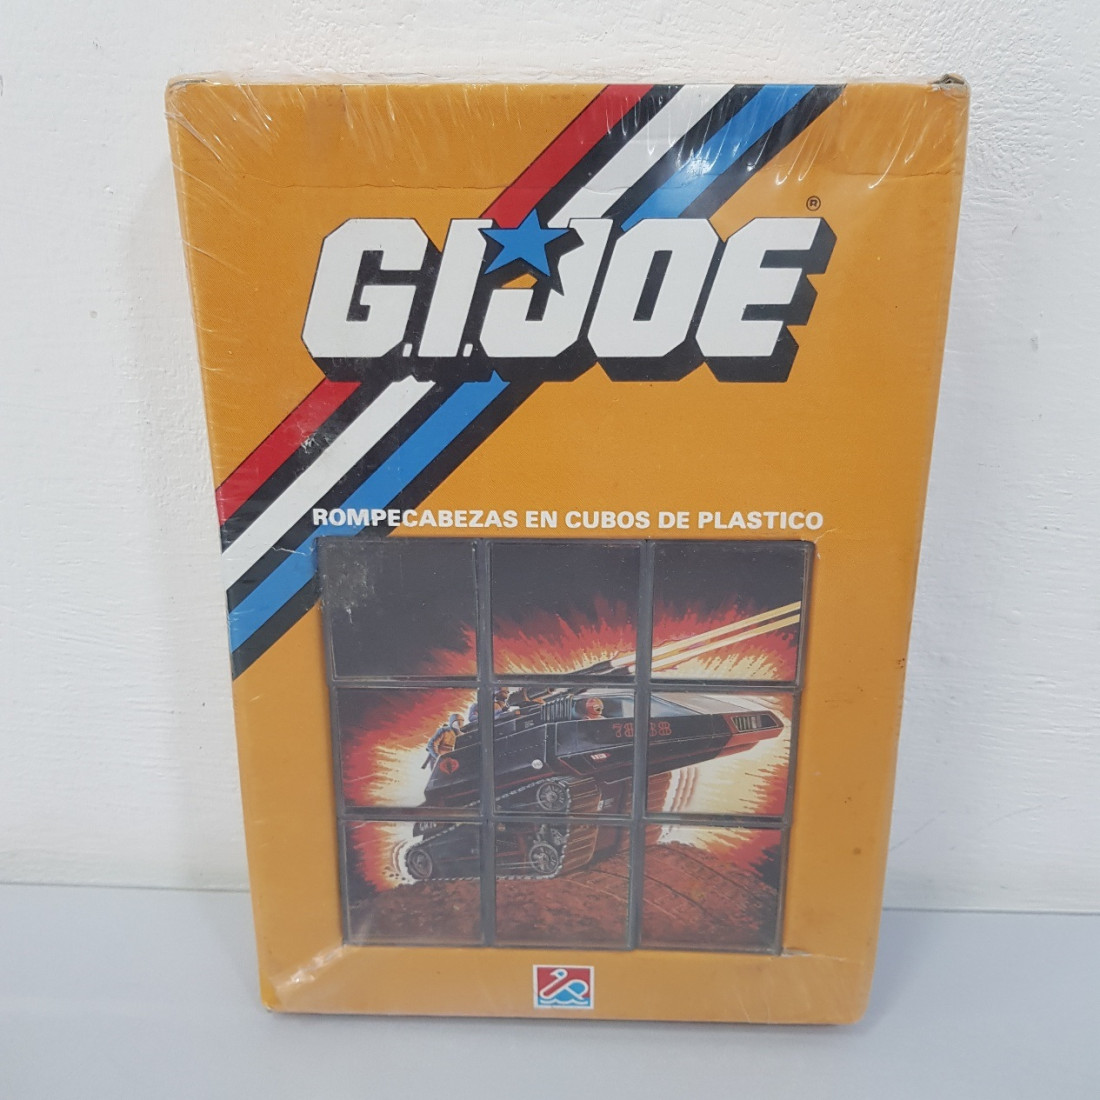 G.I.JOE
®
ROMPECABEZAS EN CUBOS DE PLASTICO